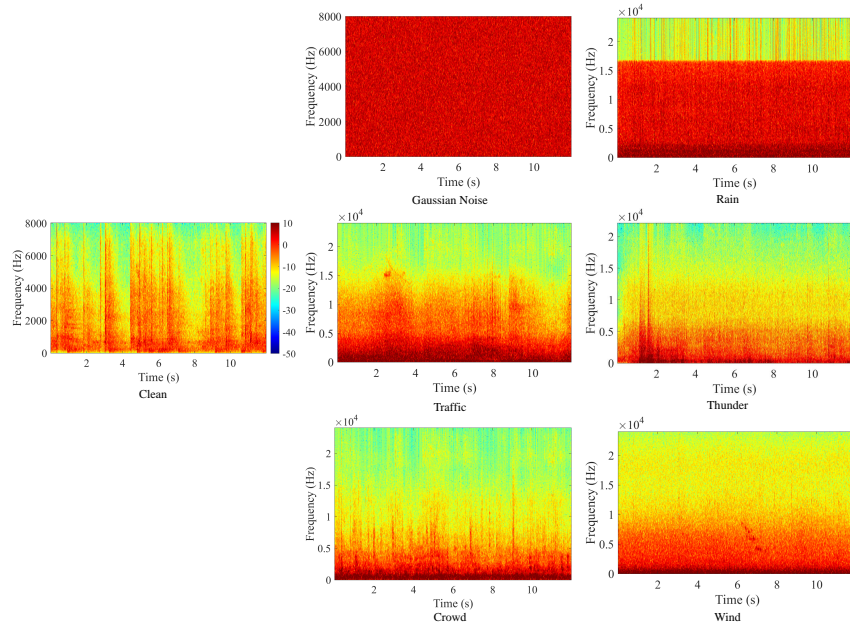 8000
6000
4000
2000
0
Frequency (Hz)
2 4 6 8 10
Time (s)
Gaussian Noise
×10⁴
2
1.5
1
0.5
0
Frequency (Hz)
2 4 6 8 10
Time (s)
Rain
8000
6000
4000
2000
0
Frequency (Hz)
2 4 6 8 10
Time (s)
Clean
10
0
-10
-20
-30
-40
-50
×10⁴
2
1.5
1
0.5
0
Frequency (Hz)
2 4 6 8 10
Time (s)
Traffic
×10⁴
2
1.5
1
0.5
0
Frequency (Hz)
2 4 6 8 10
Time (s)
Thunder
×10⁴
2
1.5
1
0.5
0
Frequency (Hz)
2 4 6 8 10
Time (s)
Crowd
×10⁴
2
1.5
1
0.5
0
Frequency (Hz)
2 4 6 8 10
Time (s)
Wind